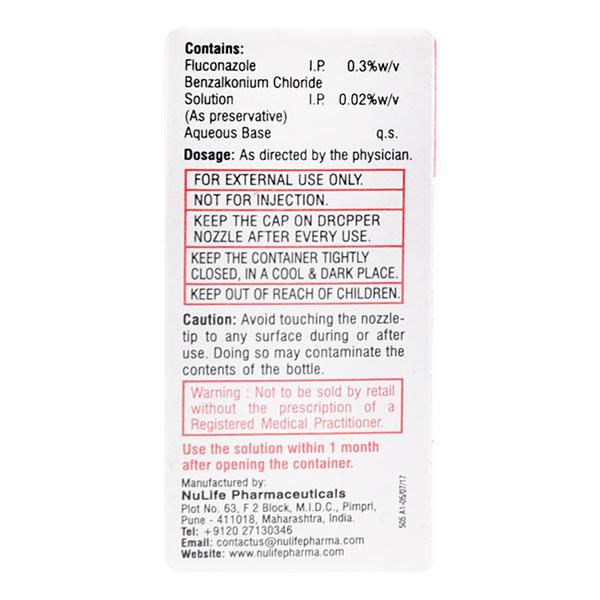 Contains:
Fluconazole I.P. 0.3%w/v
Benzalkonium Chloride
Solution I.P. 0.02%w/v
(As preservative)
Aqueous Base q.s.
Dosage: As directed by the physician.
FOR EXTERNAL USE ONLY.
NOT FOR INJECTION.
KEEP THE CAP ON DRCPPER
NOZZLE AFTER EVERY USE.
KEEP THE CONTAINER TIGHTLY
CLOSED, IN A COOL & DARK PLACE.
KEEP OUT OF REACH OF CHILDREN.
Caution: Avoid touching the nozzle-
tip to any surface during or after
use. Doing so may contaminate the
contents of the bottle.
Warning : Not to be sold by retail
without the prescription of a
Registered Medical Practitioner.
Use the solution within 1 month
after opening the container.
Manufactured by:
NuLife Pharmaceuticals
Plot No. 63, F 2 Block, M.I.D.C., Pimpri,
Pune - 411018, Maharashtra, India.
Tel: +9120 27130346
Email: contactus@nulifepharma.com
Website: www.nulifepharma.com
505 A1-05/07/17